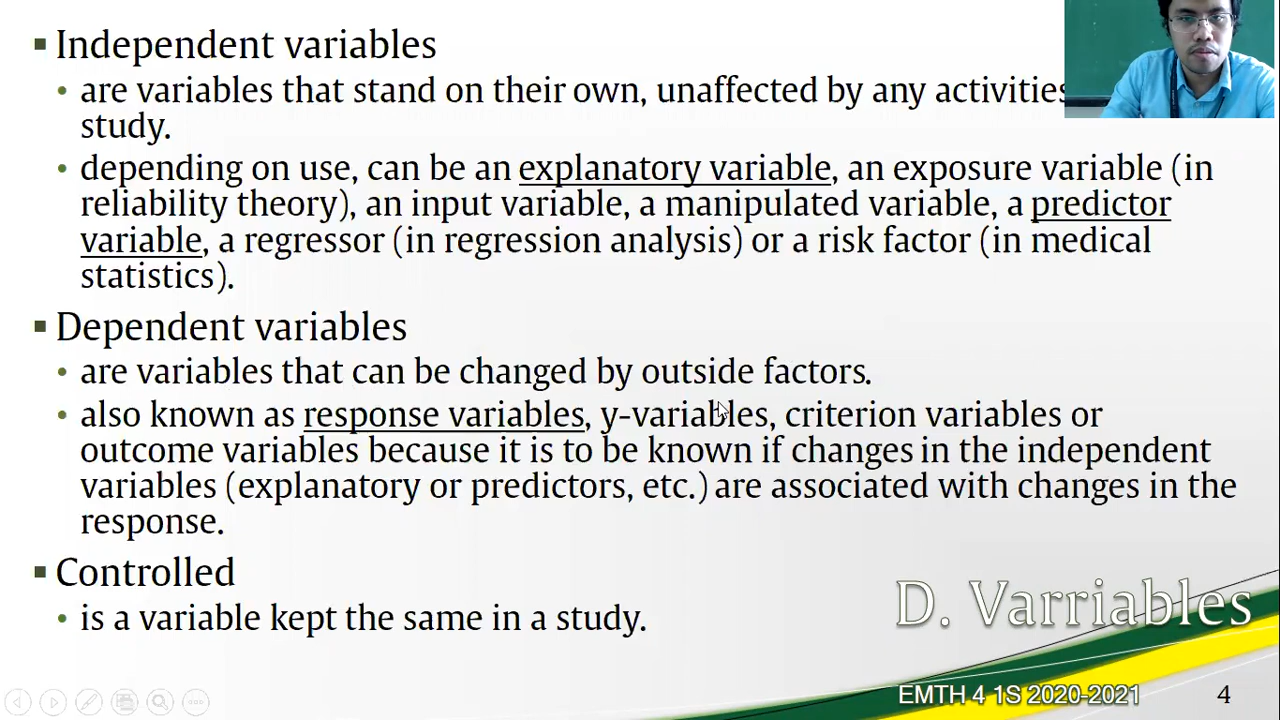 ▪ Independent variables
• are variables that stand on their own, unaffected by any activities
study.
• depending on use, can be an explanatory variable, an exposure variable (in
reliability theory), an input variable, a manipulated variable, a predictor
variable, a regressor (in regression analysis) or a risk factor (in medical
statistics).
▪ Dependent variables
• are variables that can be changed by outside factors.
• also known as response variables, y-variables, criterion variables or
outcome variables because it is to be known if changes in the independent
variables (explanatory or predictors, etc.) are associated with changes in the
response.
▪ Controlled
• is a variable kept the same in a study.
D. Varriables
EMTH 4 1S 2020-2021
4